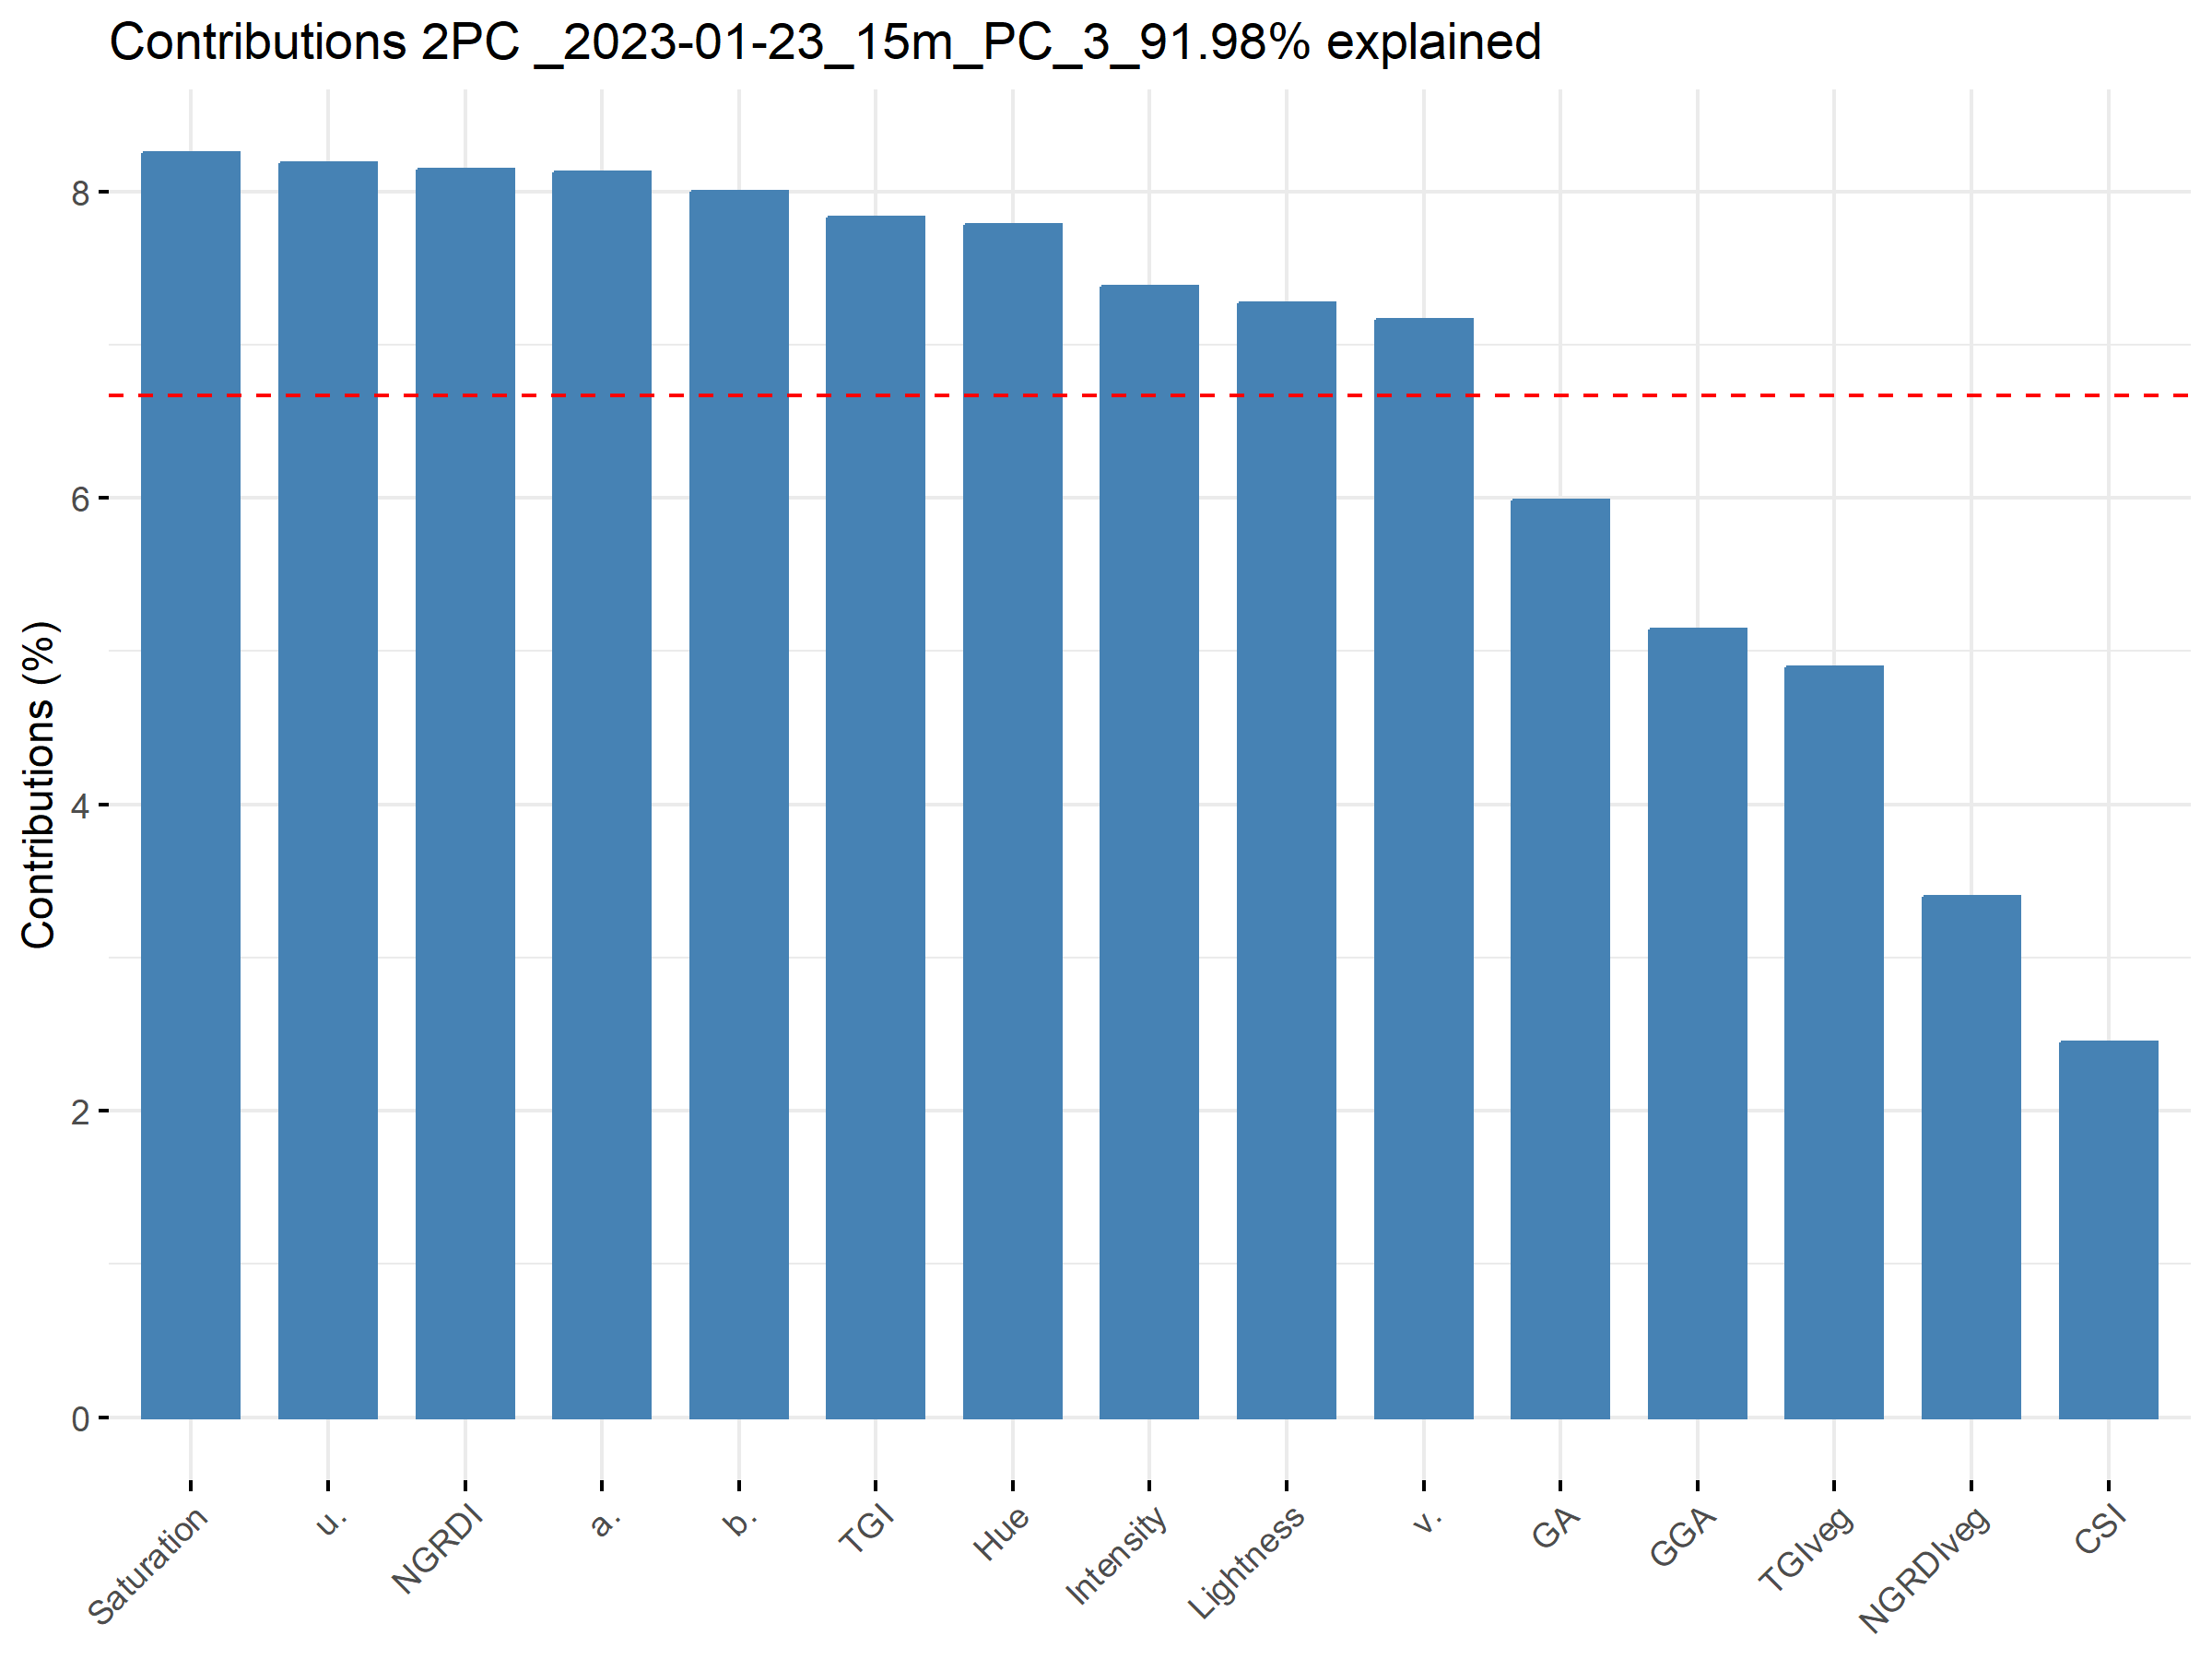 Contributions 2PC _2023-01-23_15m_PC_3_91.98% explained
Contributions (%)
8
6
4
2
0
Saturation
u.
NGRDI
a.
b.
TGI
Hue
Intensity
Lightness
v.
GA
GGA
TGIveg
NGRDIveg
CSI